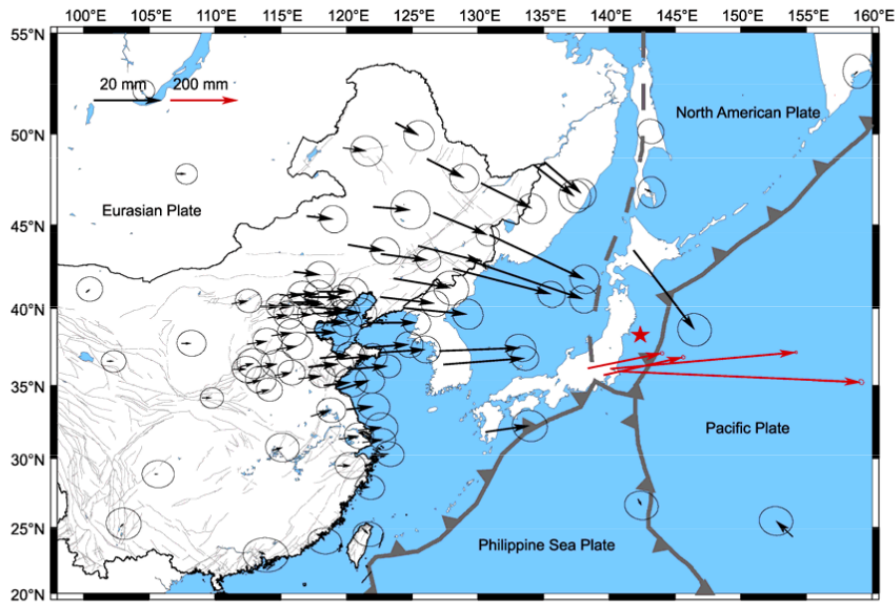 100°E 105°E 110°E 115°E 120°E 125°E 130°E 135°E 140°E 145°E 150°E 155°E 160°E
55°N
20 mm 200 mm
North American Plate
50°N
Eurasian Plate
45°N
40°N
35°N
Pacific Plate
30°N
25°N
Philippine Sea Plate
20°N